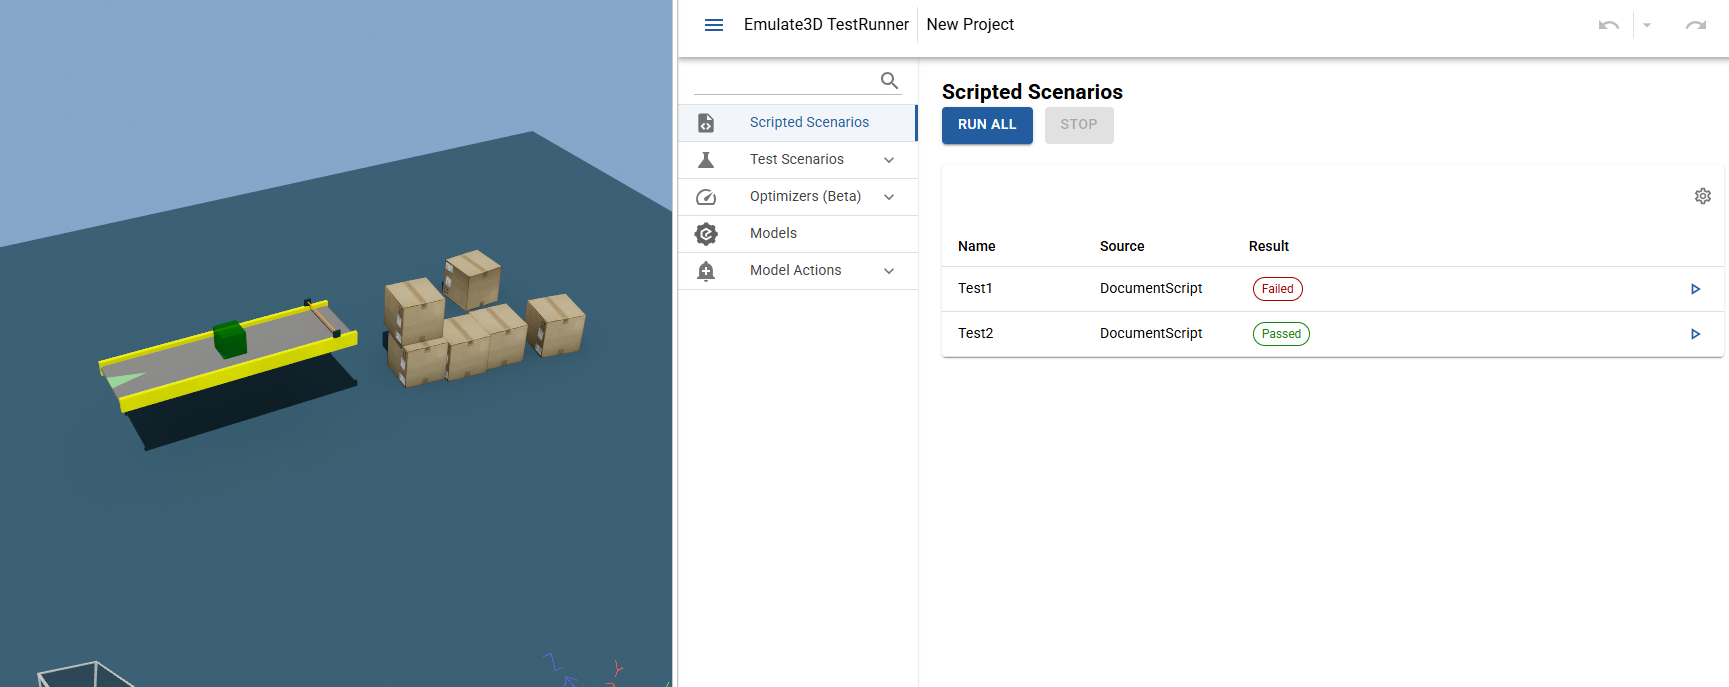 Emulate3D TestRunner New Project
Scripted Scenarios
Test Scenarios
Optimizers (Beta)
Models
Model Actions
Scripted Scenarios
RUN ALL STOP
Name Source Result
Test1 DocumentScript Failed
Test2 DocumentScript Passed
Z
Y